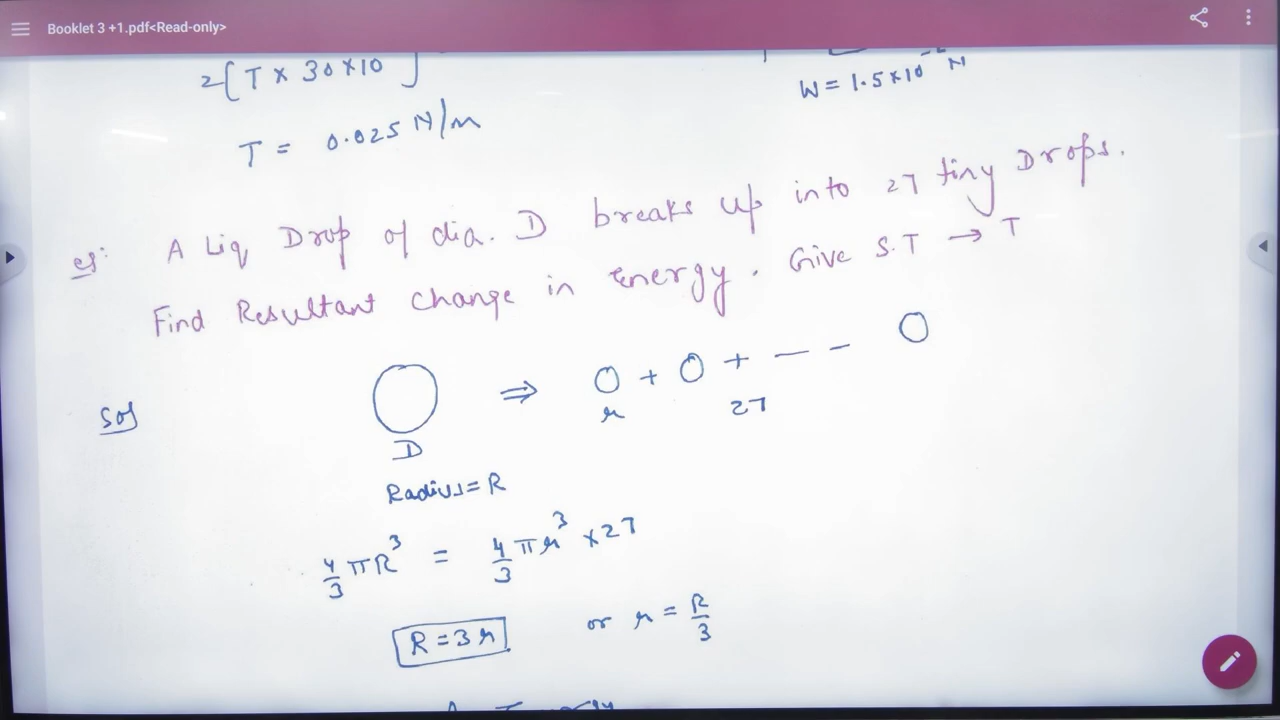 Booklet 3 +1.pdf<Read-only>
2[T × 30×10
W = 1.5×10⁻² N
T = 0.025 N/m
eg: A Liq Drop of dia. D breaks up into 27 tiny Drops.
Find Resultant change in energy. Give S.T → T
Sol
O ⇒ O + O + — – O
D r 27
Radius = R
4/3 πR³ = 4/3 πr³ ×27
R = 3r or r = R/3